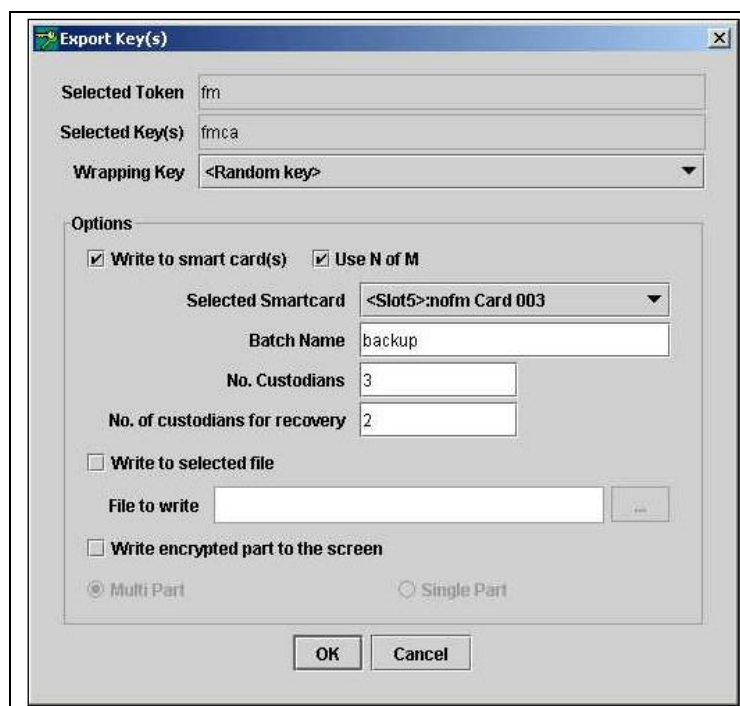 Export Key(s)
Selected Token fm
Selected Key(s) fmca
Wrapping Key <Random key>
Options
Write to smart card(s) Use N of M
Selected Smartcard <Slot5>:nofm Card 003
Batch Name backup
No. Custodians 3
No. of custodians for recovery 2
Write to selected file
File to write ...
Write encrypted part to the screen
Multi Part Single Part
OK Cancel